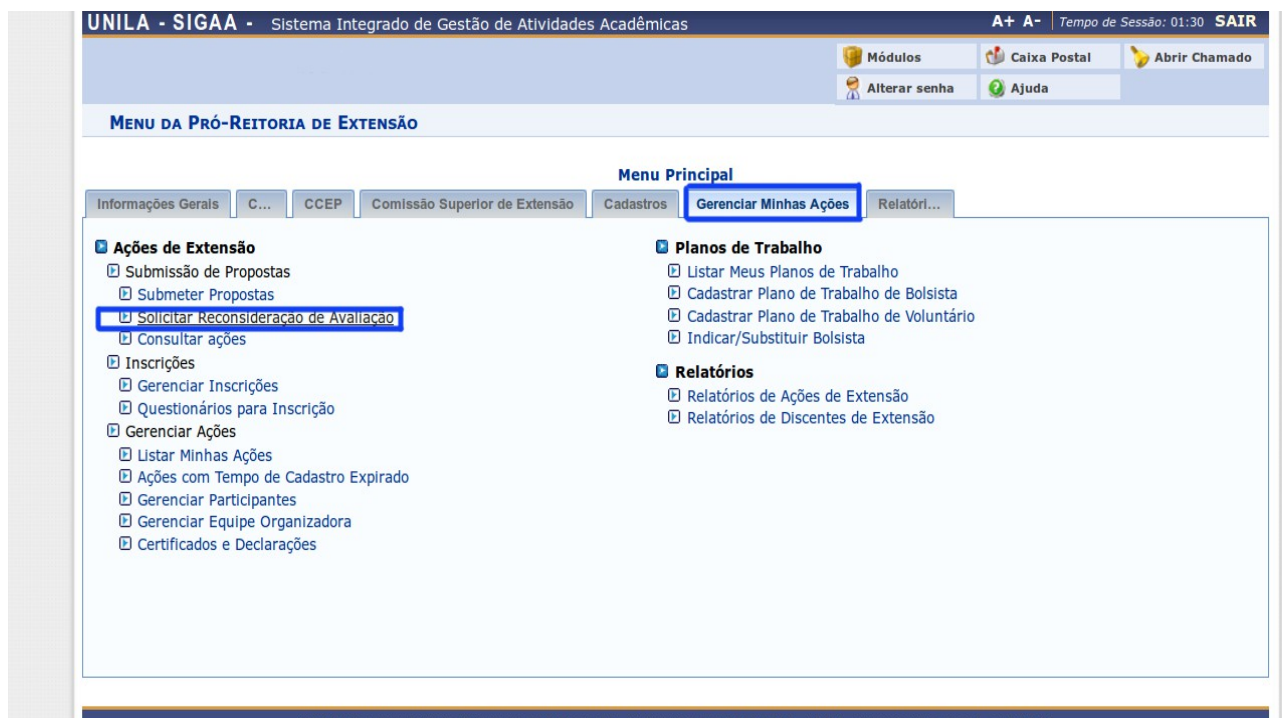 UNILA - SIGAA - Sistema Integrado de Gestão de Atividades Acadêmicas
A+ A- Tempo de Sessão: 01:30 SAIR
Módulos Caixa Postal Abrir Chamado
Alterar senha Ajuda
MENU DA PRÓ-REITORIA DE EXTENSÃO
Menu Principal
Informações Gerais C... CCEP Comissão Superior de Extensão Cadastros Gerenciar Minhas Ações Relatóri...
Ações de Extensão
Submissão de Propostas
Submeter Propostas
Solicitar Reconsideração de Avaliação
Consultar ações
Inscrições
Gerenciar Inscrições
Questionários para Inscrição
Gerenciar Ações
Listar Minhas Ações
Ações com Tempo de Cadastro Expirado
Gerenciar Participantes
Gerenciar Equipe Organizadora
Certificados e Declarações
Planos de Trabalho
Listar Meus Planos de Trabalho
Cadastrar Plano de Trabalho de Bolsista
Cadastrar Plano de Trabalho de Voluntário
Indicar/Substituir Bolsista
Relatórios
Relatórios de Ações de Extensão
Relatórios de Discentes de Extensão